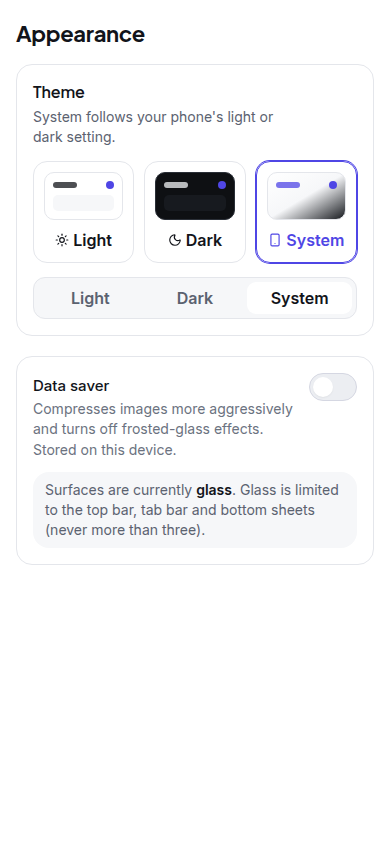 Appearance
Theme
System follows your phone's light or
dark setting.
Light
Dark
System
Light
Dark
System
Data saver
Compresses images more aggressively
and turns off frosted-glass effects.
Stored on this device.
Surfaces are currently glass. Glass is limited
to the top bar, tab bar and bottom sheets
(never more than three).